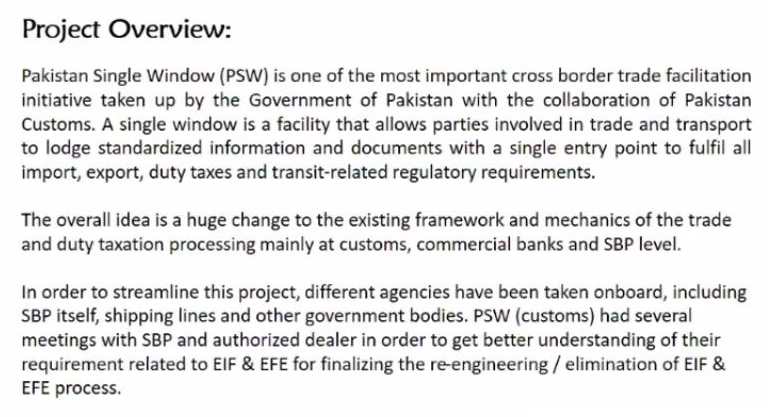 Project Overview:
Pakistan Single Window (PSW) is one of the most important cross border trade facilitation
initiative taken up by the Government of Pakistan with the collaboration of Pakistan
Customs. A single window is a facility that allows parties involved in trade and transport
to lodge standardized information and documents with a single entry point to fulfil all
import, export, duty taxes and transit-related regulatory requirements.
The overall idea is a huge change to the existing framework and mechanics of the trade
and duty taxation processing mainly at customs, commercial banks and SBP level.
In order to streamline this project, different agencies have been taken onboard, including
SBP itself, shipping lines and other government bodies. PSW (customs) had several
meetings with SBP and authorized dealer in order to get better understanding of their
requirement related to EIF & EFE for finalizing the re-engineering / elimination of EIF &
EFE process.